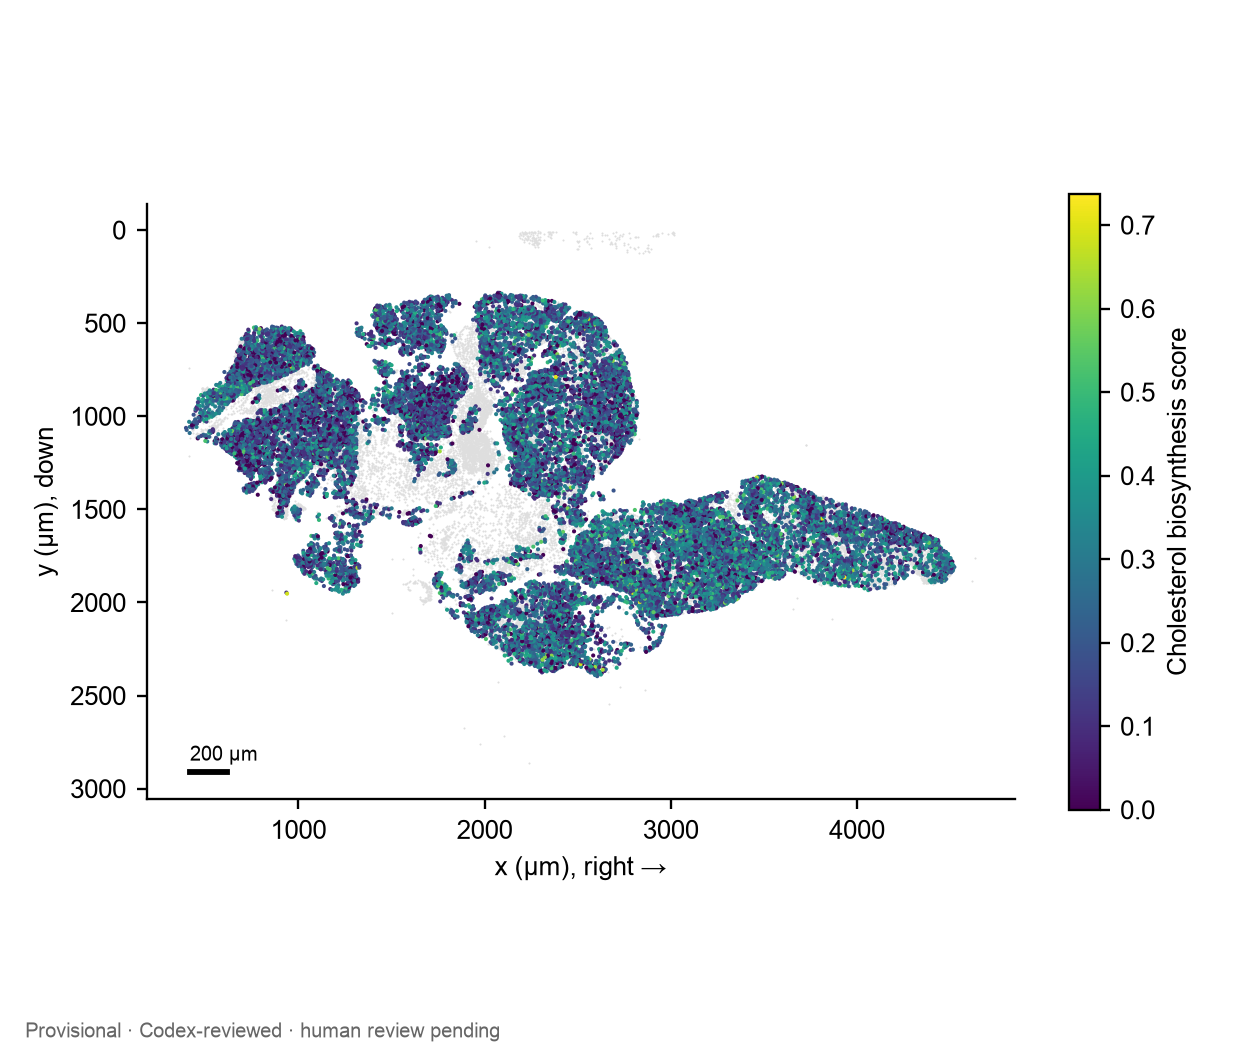 0
500
1000
1500
2000
2500
3000
y (µm), down
200 µm
1000 2000 3000 4000
x (µm), right →
0.7
0.6
0.5
0.4
0.3
0.2
0.1
0.0
Cholesterol biosynthesis score
Provisional · Codex-reviewed · human review pending